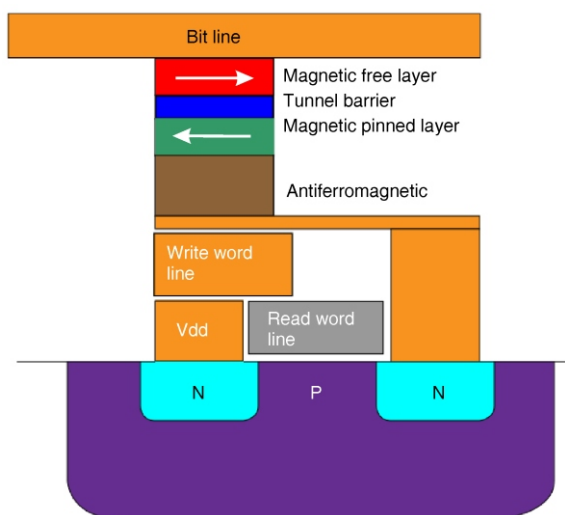 Bit line
Magnetic free layer
Tunnel barrier
Magnetic pinned layer
Antiferromagnetic
Write word
line
Vdd
Read word
line
N
P
N